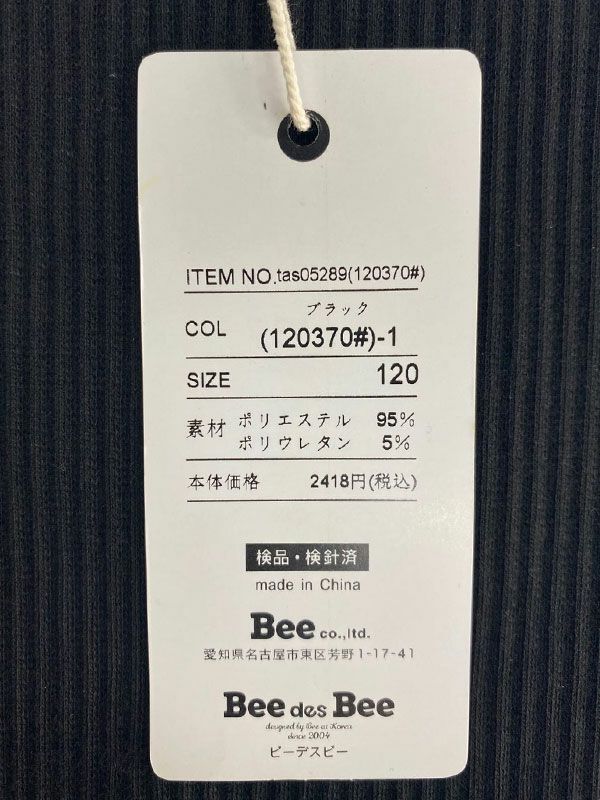 ITEM NO.tas05289(120370#)
ブラック
COL (120370#)-1
SIZE 120
素材 ポリエステル 95%
ポリウレタン 5%
本体価格 2418円(税込)
検品・検針済
made in China
Bee co.,ltd.
愛知県名古屋市東区芳野1-17-41
Bee des Bee
designed by Bee at Korea
since 2004
ビーデスビー